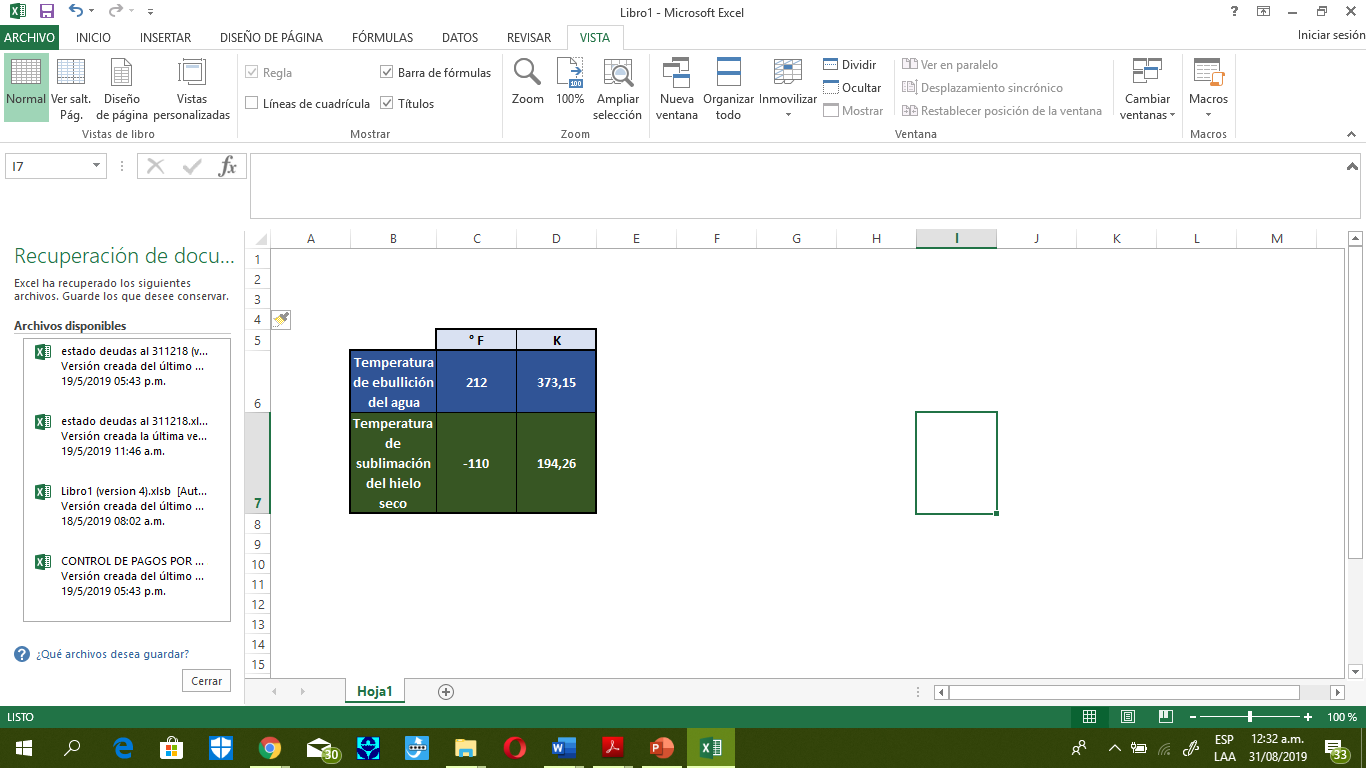 Libro1 - Microsoft Excel
ARCHIVO INICIO INSERTAR DISEÑO DE PÁGINA FÓRMULAS DATOS REVISAR VISTA Iniciar sesión
Normal
Ver salt. Pág.
Diseño de página
Vistas personalizadas
Vistas de libro
Regla
Barra de fórmulas
Líneas de cuadrícula
Títulos
Mostrar
Zoom
100%
Ampliar selección
Zoom
Nueva ventana
Organizar todo
Inmovilizar
Dividir
Ocultar
Mostrar
Ver en paralelo
Desplazamiento sincrónico
Restablecer posición de la ventana
Ventana
Cambiar ventanas
Macros
Macros
I7
fx
Recuperación de docu...
Excel ha recuperado los siguientes
archivos. Guarde los que desee conservar.
Archivos disponibles
estado deudas al 311218 (v...
Versión creada del último ...
19/5/2019 05:43 p.m.
estado deudas al 311218.xl...
Versión creada la última ve...
19/5/2019 11:46 a.m.
Libro1 (version 4).xlsb [Aut...
Versión creada del último ...
18/5/2019 08:02 a.m.
CONTROL DE PAGOS POR ...
Versión creada del último ...
19/5/2019 05:43 p.m.
¿Qué archivos desea guardar?
Cerrar
A B C D E F G H I J K L M
1
2
3
4
5
6
7
8
9
10
11
12
13
14
15
° F K
Temperatura
de ebullición
del agua
212 373,15
Temperatura
de
sublimación
del hielo
seco
-110 194,26
Hoja1
LISTO
100 %
30
ESP
LAA
12:32 a.m.
31/08/2019
33